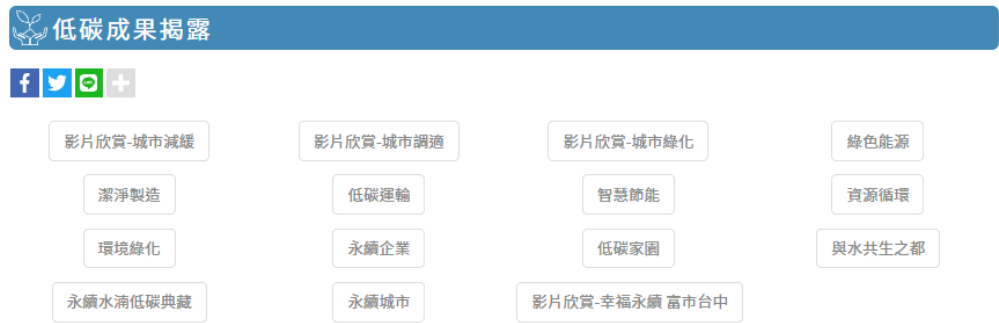 低碳成果揭露
影片欣賞-城市減緩
影片欣賞-城市調適
影片欣賞-城市綠化
綠色能源
潔淨製造
低碳運輸
智慧節能
資源循環
環境綠化
永續企業
低碳家園
與水共生之都
永續水湳低碳典藏
永續城市
影片欣賞-幸福永續 富市台中